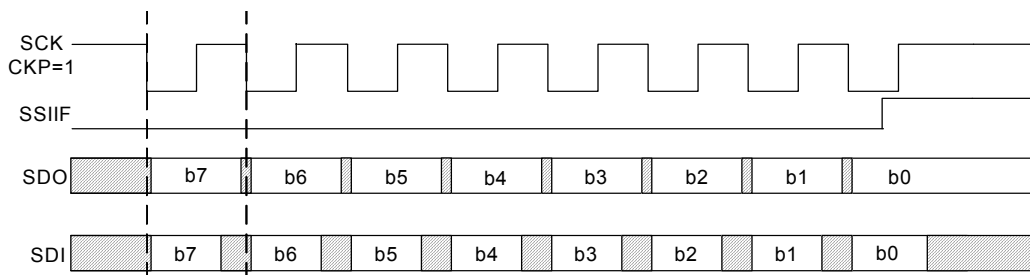 SCK
CKP=1
SSIIF
SDO b7 b6 b5 b4 b3 b2 b1 b0
SDI b7 b6 b5 b4 b3 b2 b1 b0